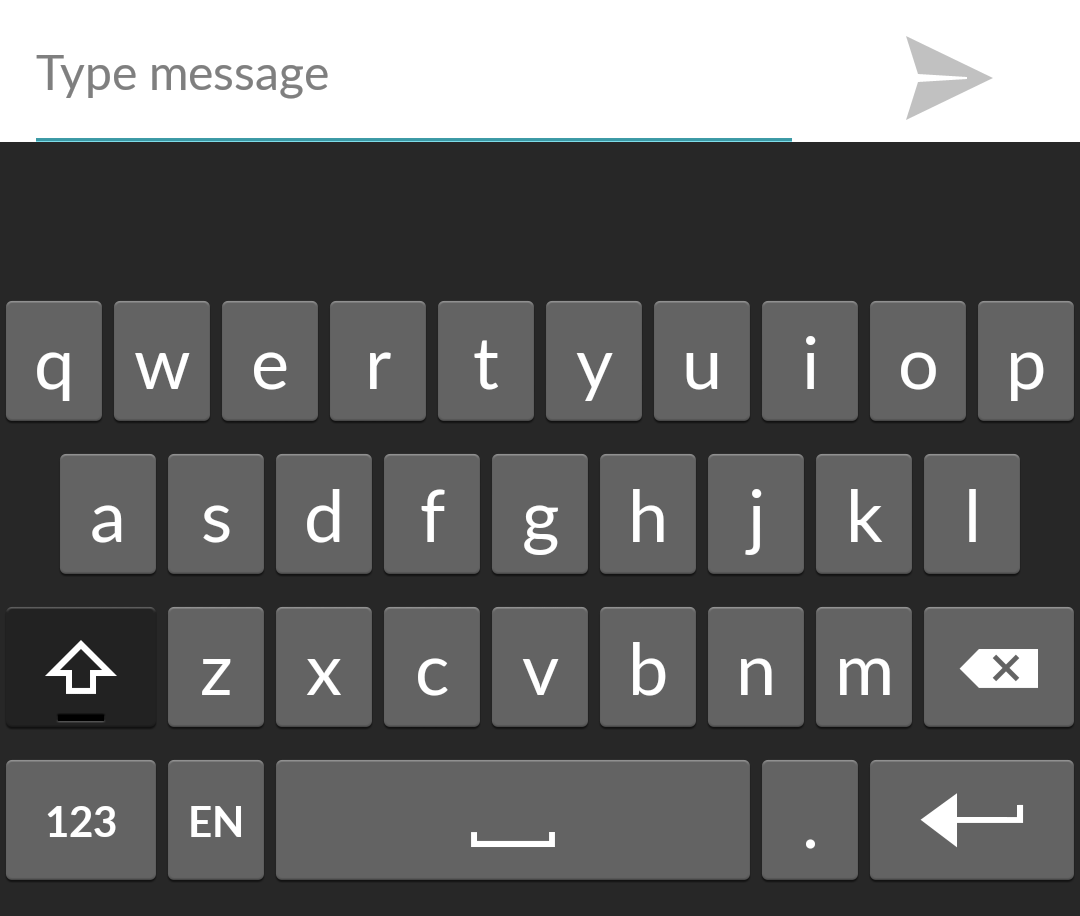 Type message
q w e r t y u i o p
a s d f g h j k l
z x c v b n m
123 EN .